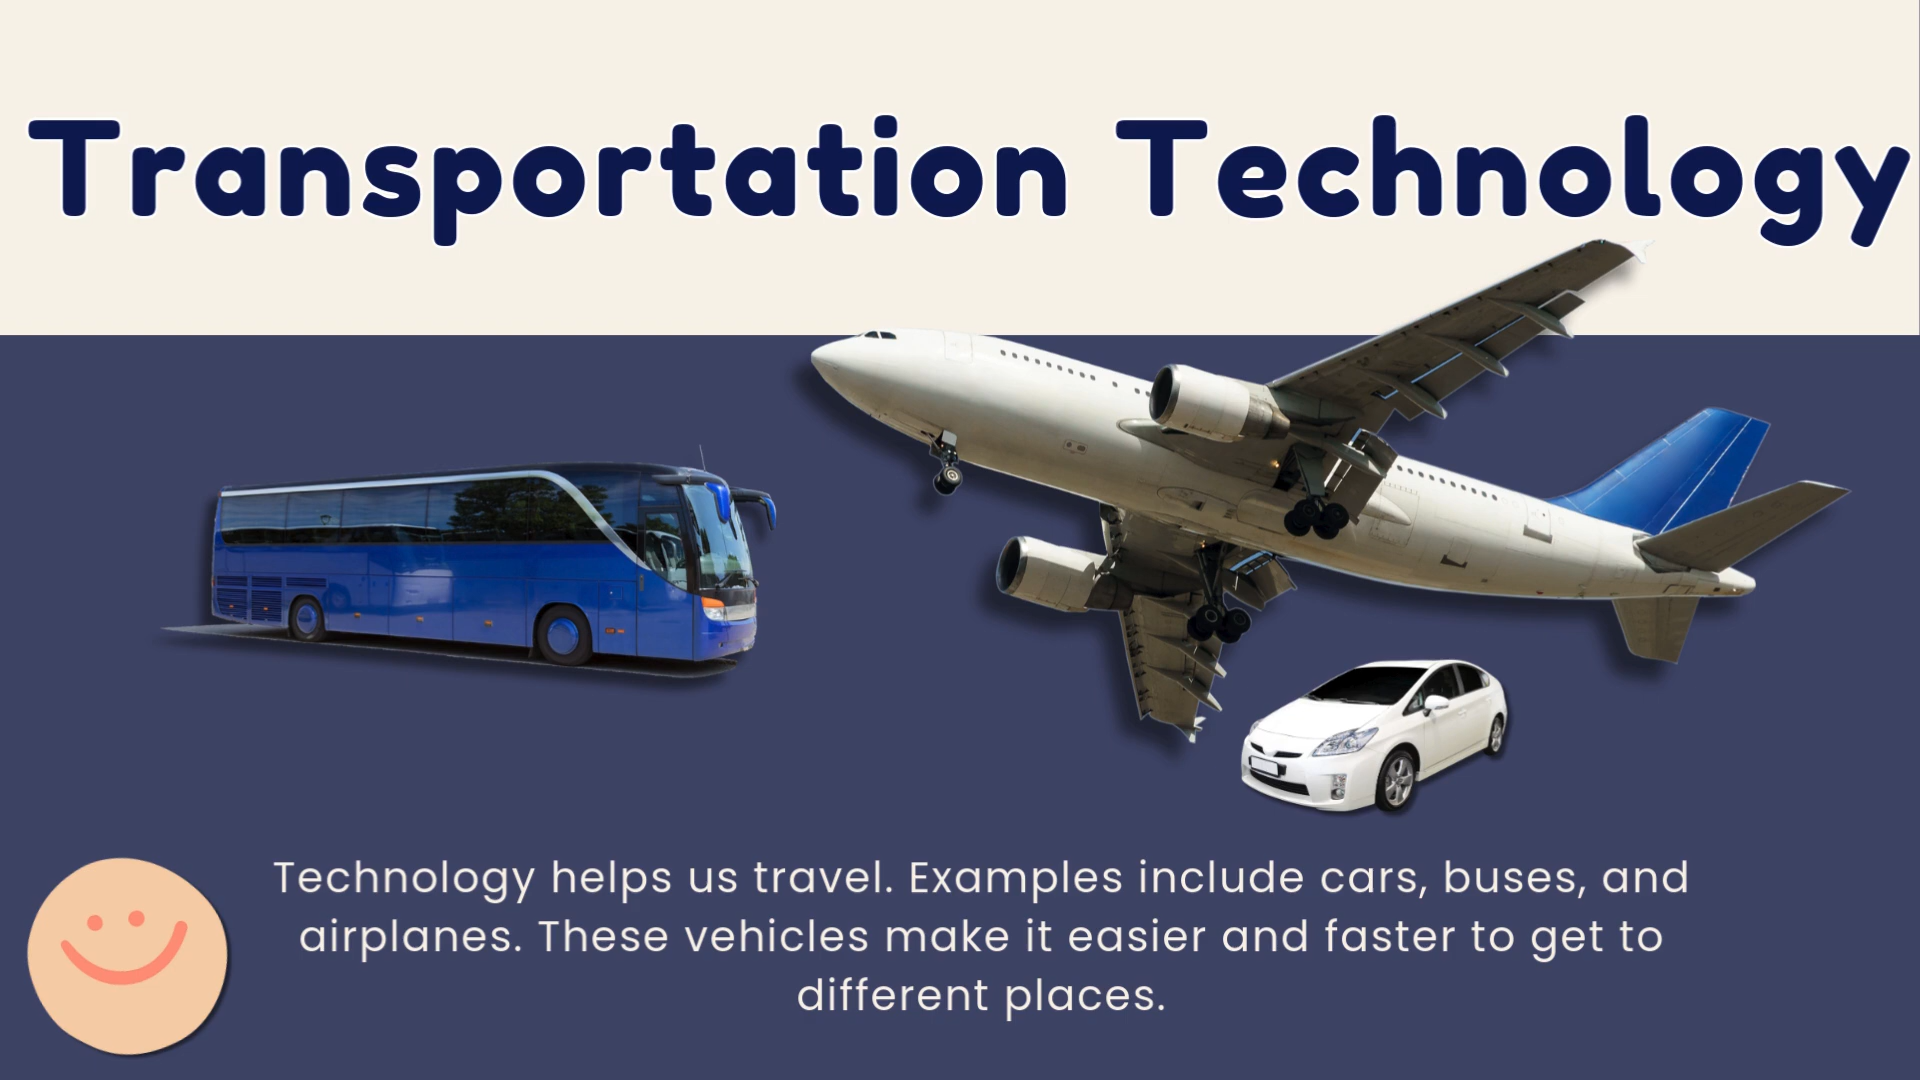 Transportation Technology
Technology helps us travel. Examples include cars, buses, and
airplanes. These vehicles make it easier and faster to get to
different places.